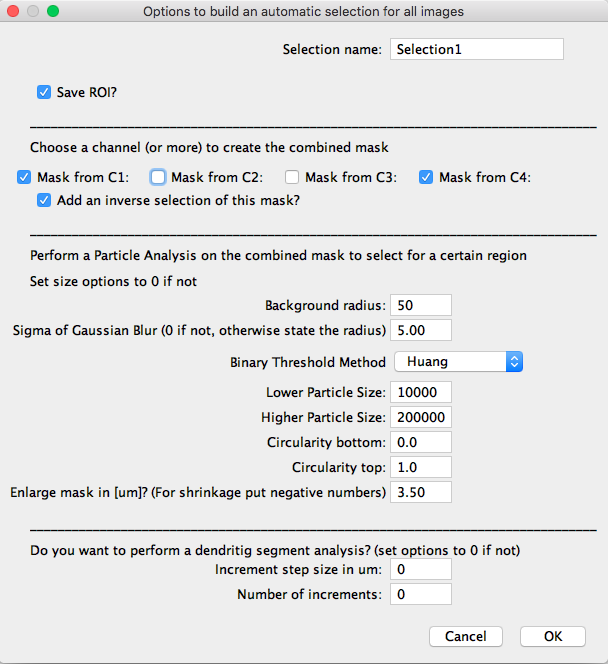 Options to build an automatic selection for all images
Selection name: Selection1
Save ROI?
Choose a channel (or more) to create the combined mask
Mask from C1: Mask from C2: Mask from C3: Mask from C4:
Add an inverse selection of this mask?
Perform a Particle Analysis on the combined mask to select for a certain region
Set size options to 0 if not
Background radius: 50
Sigma of Gaussian Blur (0 if not, otherwise state the radius) 5.00
Binary Threshold Method Huang
Lower Particle Size: 10000
Higher Particle Size: 200000
Circularity bottom: 0.0
Circularity top: 1.0
Enlarge mask in [um]? (For shrinkage put negative numbers) 3.50
Do you want to perform a dendritig segment analysis? (set options to 0 if not)
Increment step size in um: 0
Number of increments: 0
Cancel OK